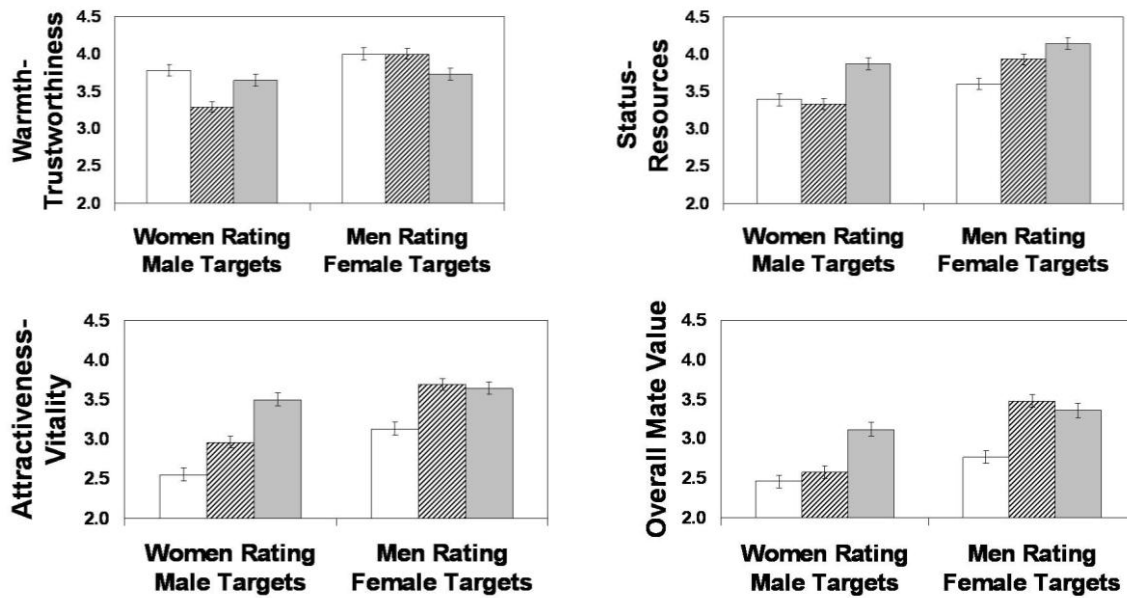 Warmth-
Trustworthiness
4.5
4.0
3.5
3.0
2.5
2.0
Women Rating
Male Targets
Men Rating
Female Targets
Status-
Resources
4.5
4.0
3.5
3.0
2.5
2.0
Women Rating
Male Targets
Men Rating
Female Targets
Attractiveness-
Vitality
4.5
4.0
3.5
3.0
2.5
2.0
Women Rating
Male Targets
Men Rating
Female Targets
Overall Mate Value
4.5
4.0
3.5
3.0
2.5
2.0
Women Rating
Male Targets
Men Rating
Female Targets